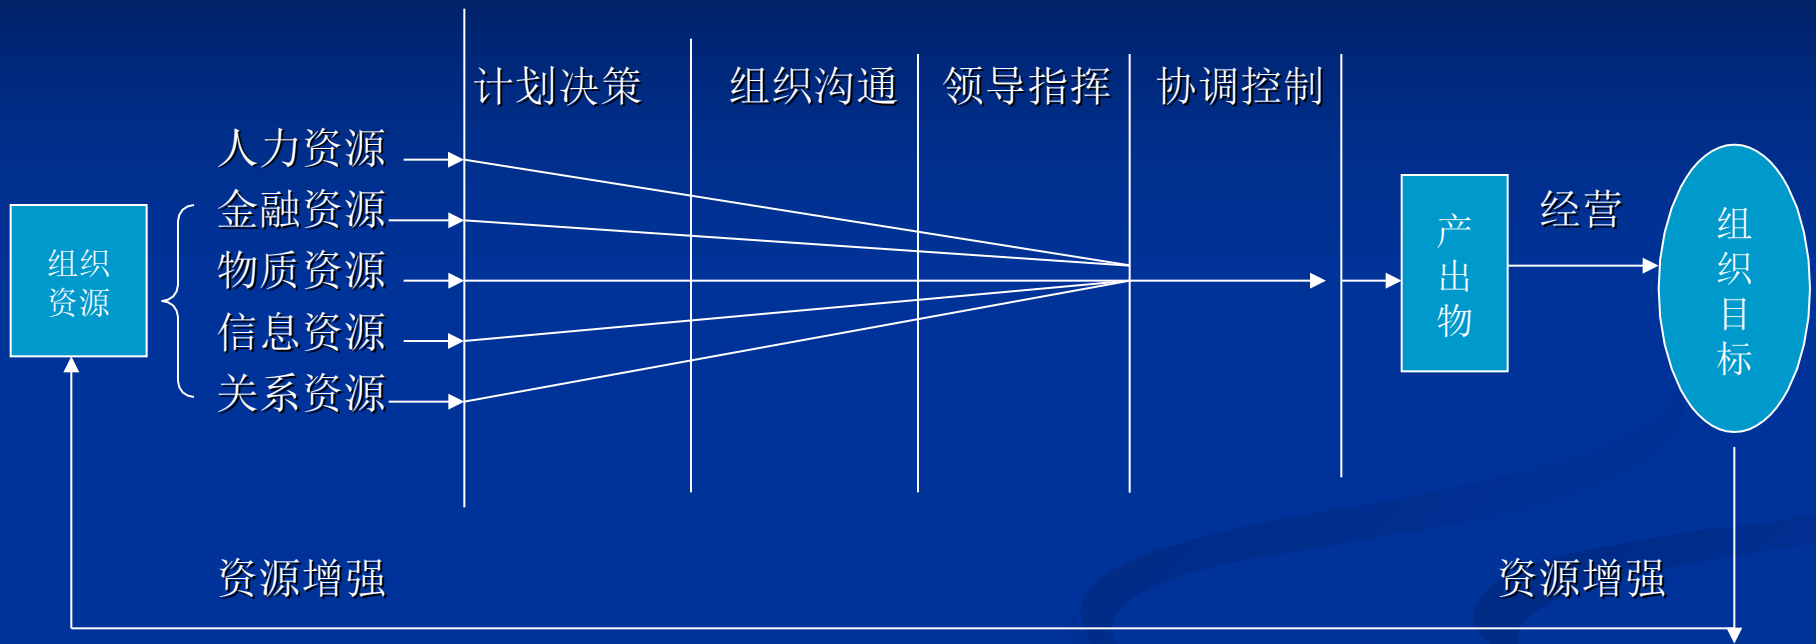 计划决策
组织沟通
领导指挥
协调控制
人力资源
金融资源
物质资源
信息资源
关系资源
组织
资源
产
出
物
经营
组
织
目
标
资源增强
资源增强